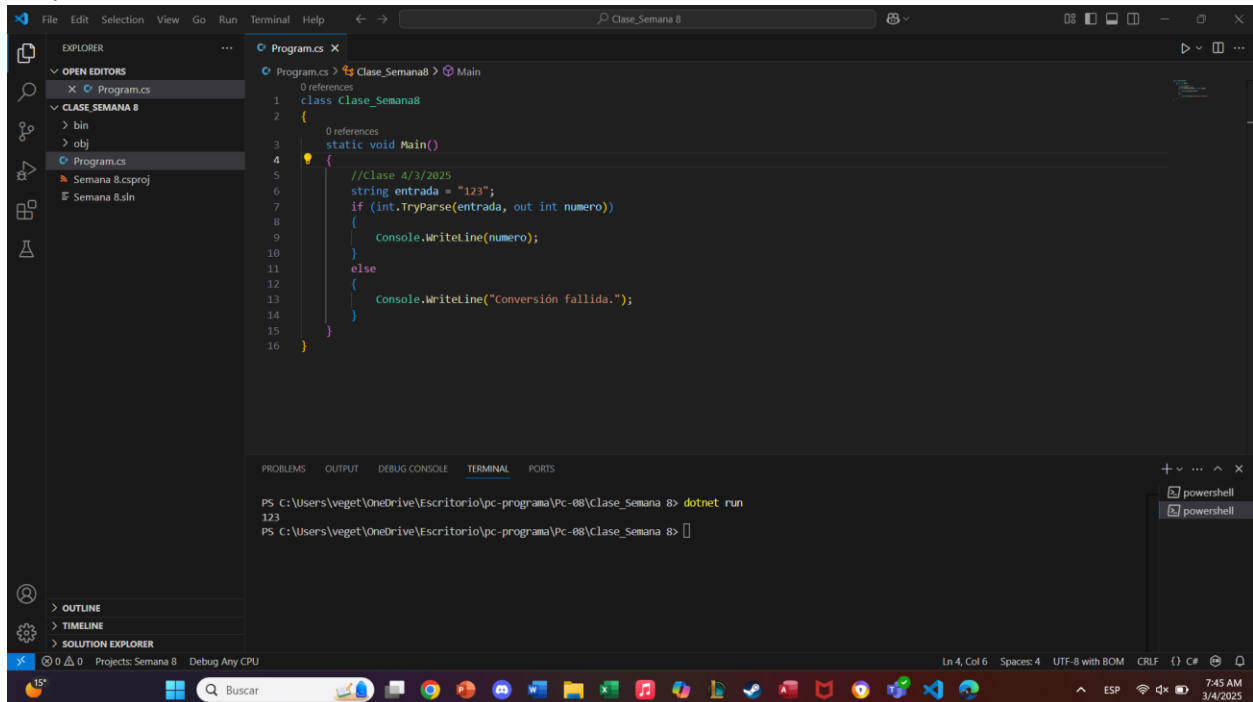 File Edit Selection View Go Run Terminal Help
Clase_Semana 8
EXPLORER
OPEN EDITORS
Program.cs
CLASE_SEMANA 8
bin
obj
Program.cs
Semana 8.csproj
Semana 8.sln
OUTLINE
TIMELINE
SOLUTION EXPLORER
Program.cs
Program.cs > Clase_Semana8 > Main
0 references
1 class Clase_Semana8
2 {
0 references
3 static void Main()
4 {
5 //Clase 4/3/2025
6 string entrada = "123";
7 if (int.TryParse(entrada, out int numero))
8 {
9 Console.WriteLine(numero);
10 }
11 else
12 {
13 Console.WriteLine("Conversión fallida.");
14 }
15 }
16 }
PROBLEMS OUTPUT DEBUG CONSOLE TERMINAL PORTS
PS C:\Users\veget\OneDrive\Escritorio\pc-programa\Pc-08\Clase_Semana 8> dotnet run
123
PS C:\Users\veget\OneDrive\Escritorio\pc-programa\Pc-08\Clase_Semana 8>
powershell
powershell
0 0 Projects: Semana 8 Debug Any CPU Ln 4, Col 6 Spaces: 4 UTF-8 with BOM CRLF {} C#
15°
Buscar
ESP
7:45 AM
3/4/2025